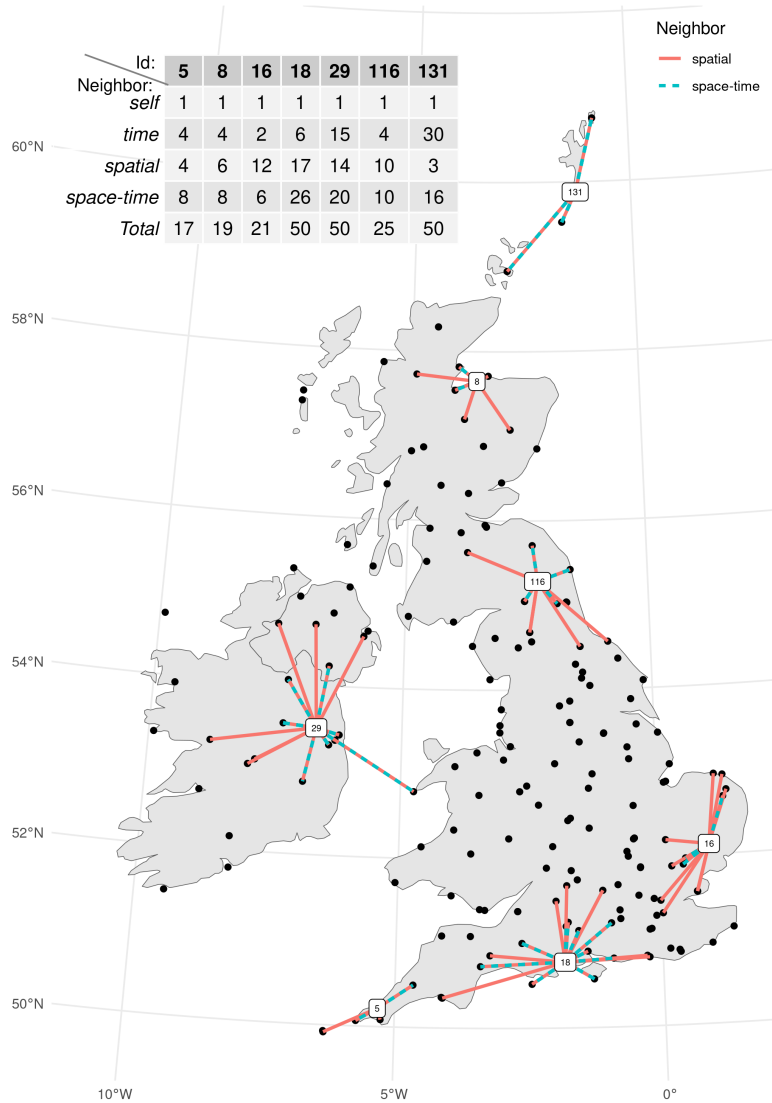 Neighbor
spatial
space-time
Id: 5 8 16 18 29 116 131
Neighbor:
self 1 1 1 1 1 1 1
time 4 4 2 6 15 4 30
spatial 4 6 12 17 14 10 3
space-time 8 8 6 26 20 10 16
Total 17 19 21 50 50 25 50
60°N
131
58°N
8
56°N
116
54°N
29
52°N
16
18
50°N
5
10°W 5°W 0°